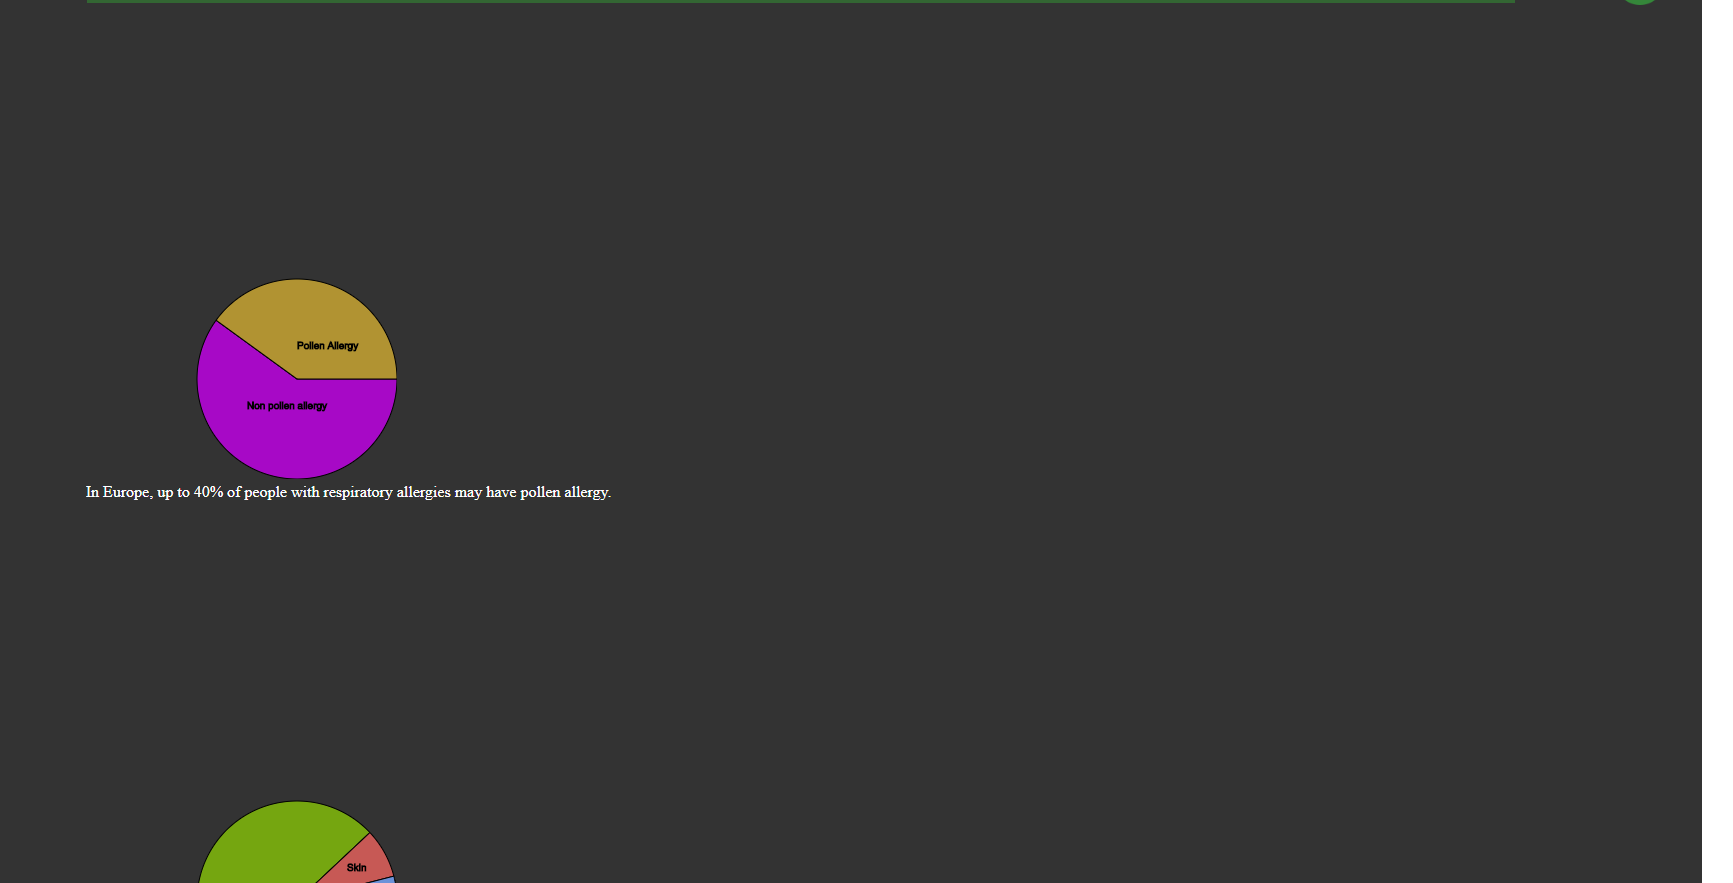 Pollen Allergy
Non pollen allergy
In Europe, up to 40% of people with respiratory allergies may have pollen allergy.
Skin